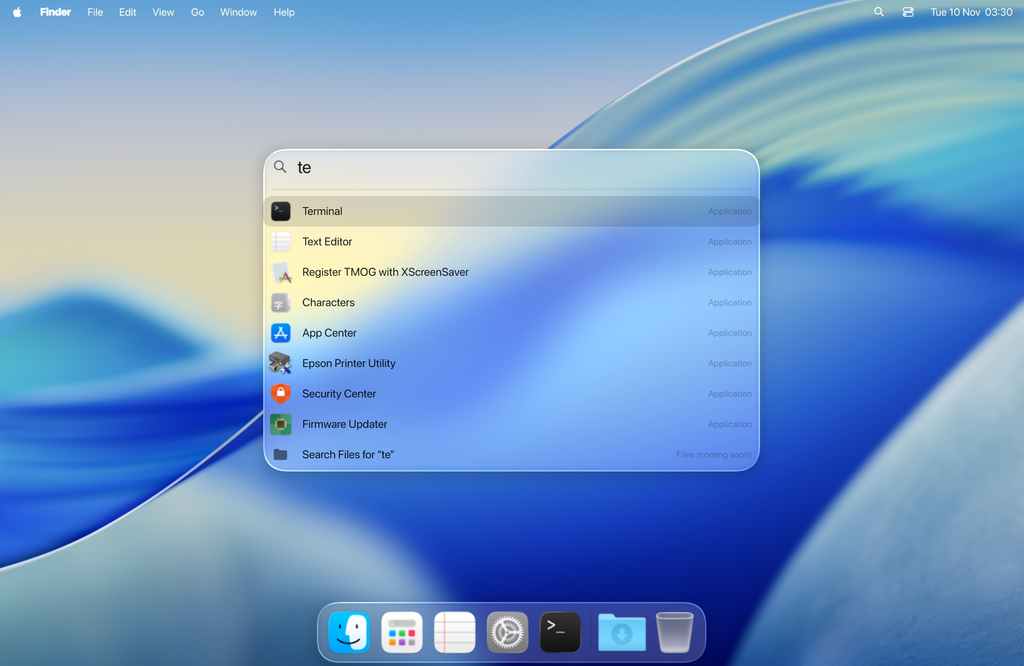 Finder File Edit View Go Window Help Tue 10 Nov 03:30
te
Terminal Application
Text Editor Application
Register TMOG with XScreenSaver Application
Characters Application
App Center Application
Epson Printer Utility Application
Security Center Application
Firmware Updater Application
Search Files for “te” Files (coming soon)
>_